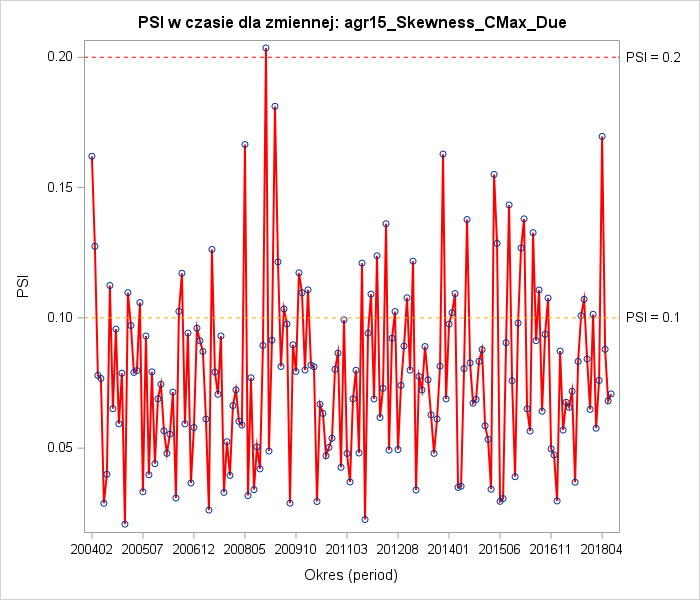 PSI w czasie dla zmiennej: agr15_Skewness_CMax_Due
0.20
PSI = 0.2
0.15
PSI
0.10
PSI = 0.1
0.05
200402 200507 200612 200805 200910 201103 201208 201401 201506 201611 201804
Okres (period)